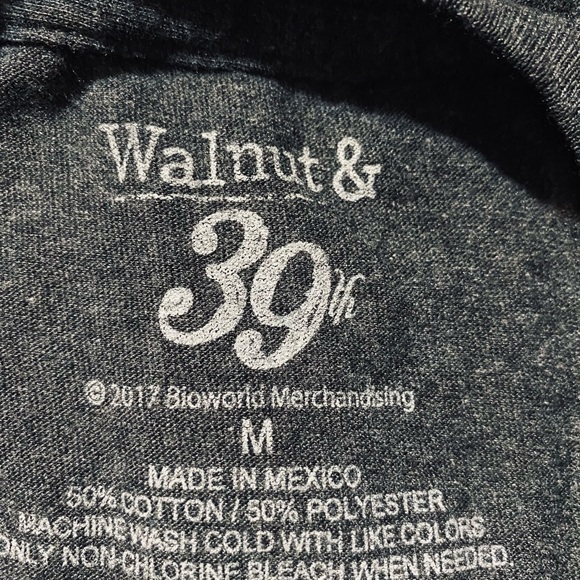 Walnut &
39th
© 2017 Bioworld Merchandising
M
MADE IN MEXICO
50% COTTON / 50% POLYESTER
MACHINE WASH COLD WITH LIKE COLORS
ONLY NON-CHLORINE BLEACH WHEN NEEDED.